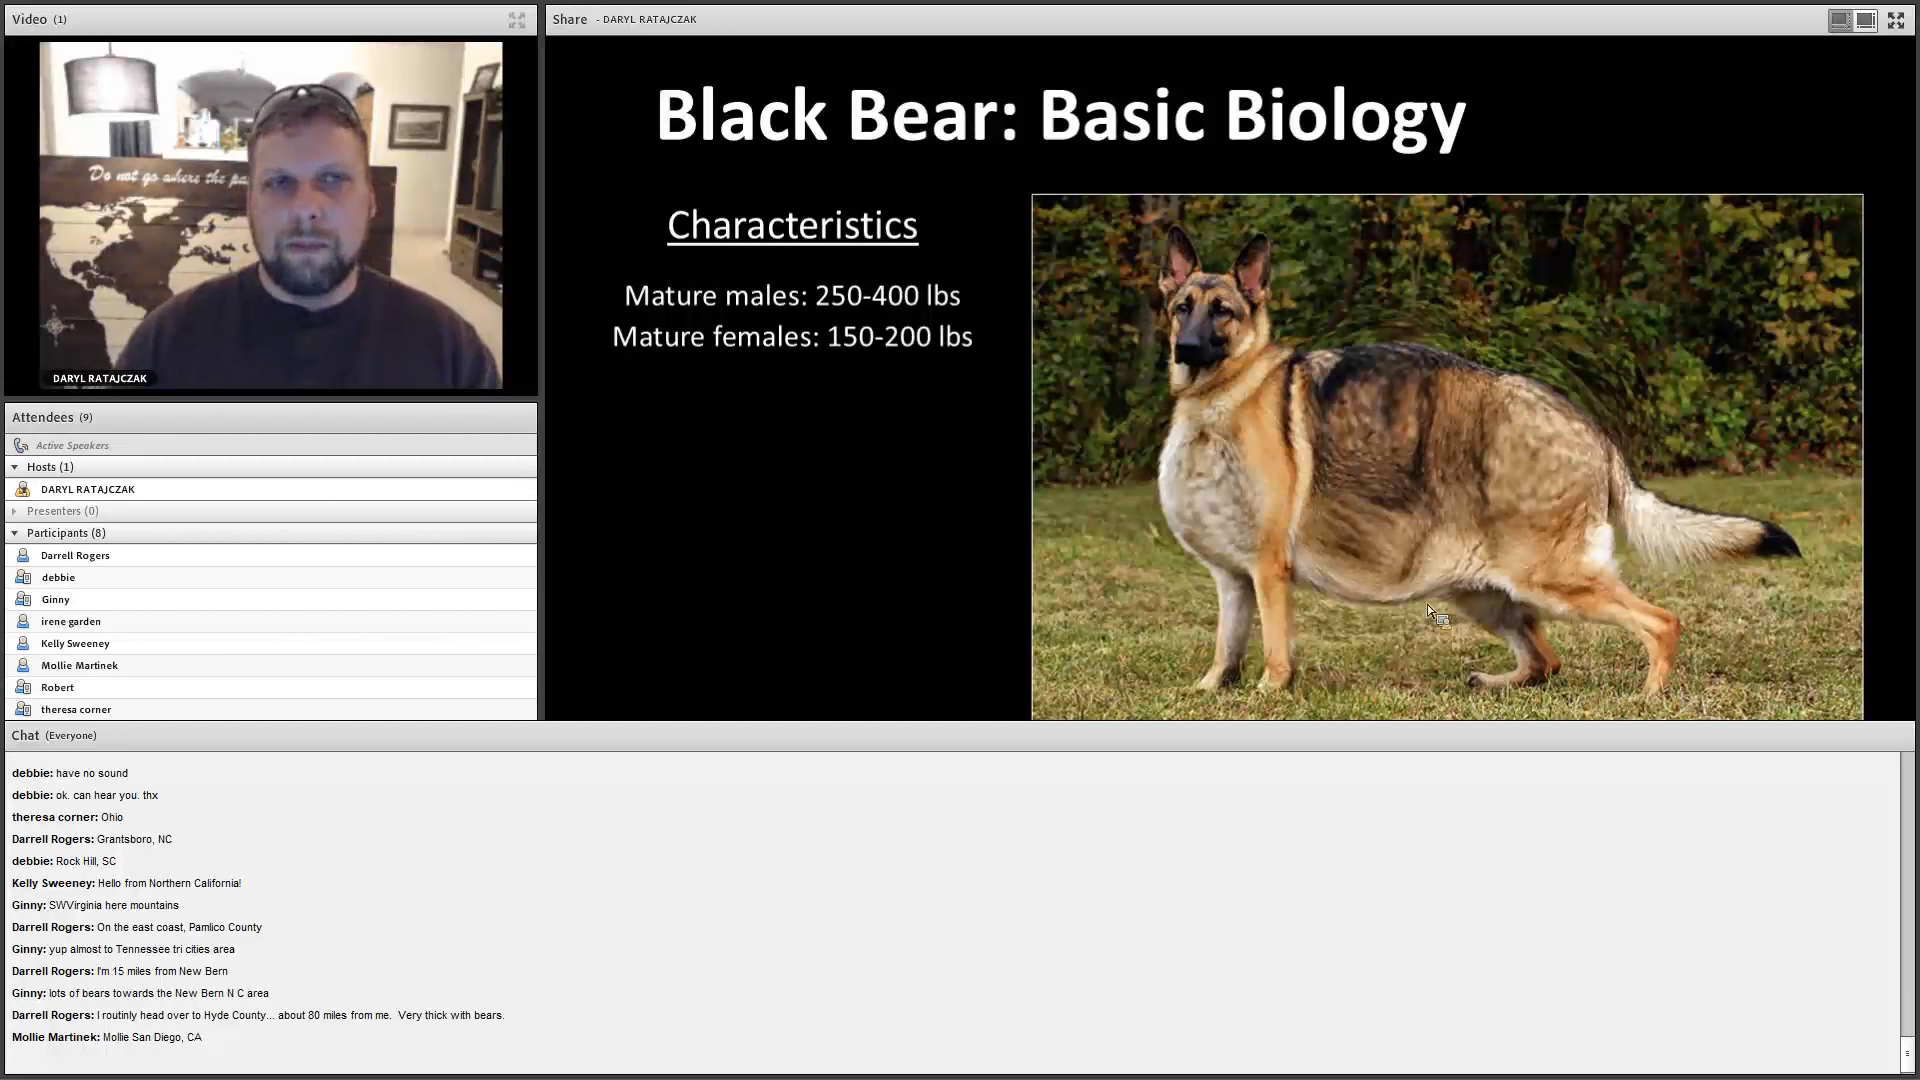 Video (1)
Do not go where the pa
DARYL RATAJCZAK
Attendees (9)
Active Speakers
Hosts (1)
DARYL RATAJCZAK
Presenters (0)
Participants (8)
Darrell Rogers
debbie
Ginny
irene garden
Kelly Sweeney
Mollie Martinek
Robert
theresa corner
Share - DARYL RATAJCZAK
Black Bear: Basic Biology
Characteristics
Mature males: 250-400 lbs
Mature females: 150-200 lbs
Chat (Everyone)
debbie: have no sound
debbie: ok. can hear you. thx
theresa corner: Ohio
Darrell Rogers: Grantsboro, NC
debbie: Rock Hill, SC
Kelly Sweeney: Hello from Northern California!
Ginny: SWVirginia here mountains
Darrell Rogers: On the east coast, Pamlico County
Ginny: yup almost to Tennessee tri cities area
Darrell Rogers: I'm 15 miles from New Bern
Ginny: lots of bears towards the New Bern N C area
Darrell Rogers: I routinly head over to Hyde County... about 80 miles from me. Very thick with bears.
Mollie Martinek: Mollie San Diego, CA